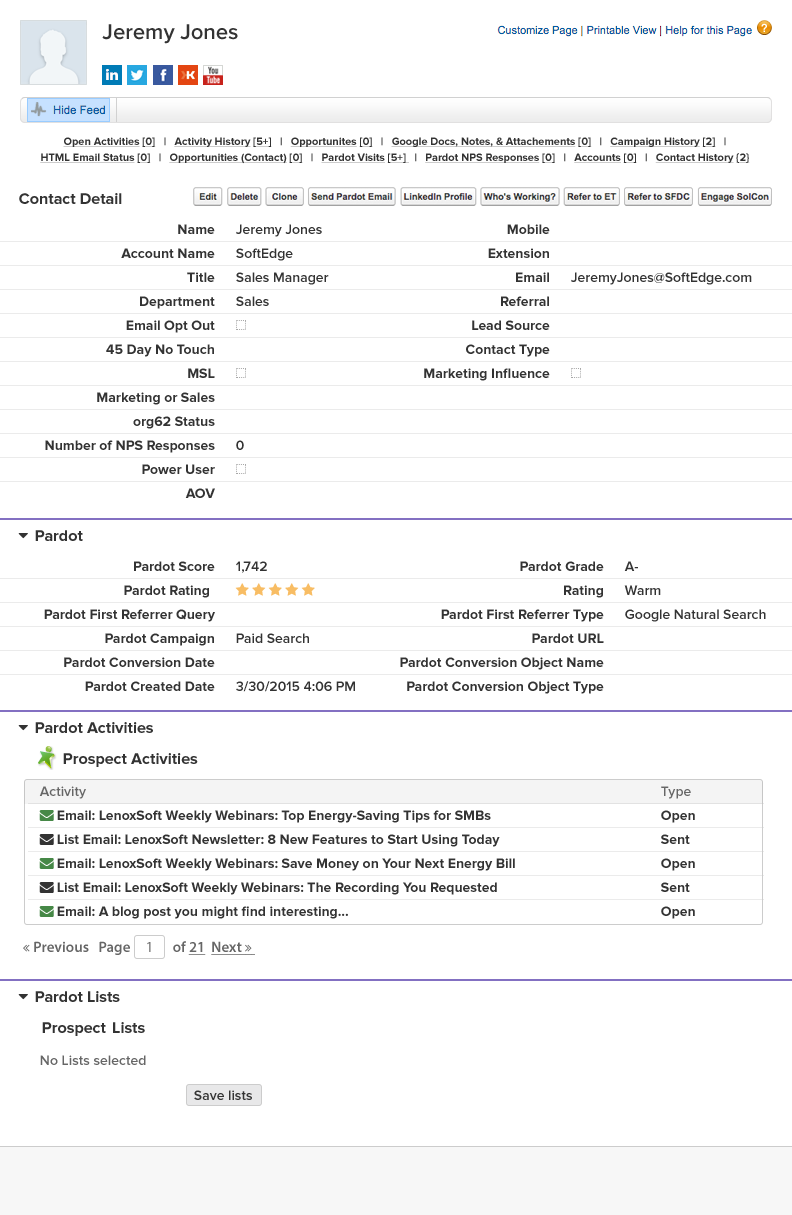 Jeremy Jones
Customize Page | Printable View | Help for this Page ?
in f K You Tube
Hide Feed
Open Activities [0] | Activity History [5+] | Opportunites [0] | Google Docs, Notes, & Attachements [0] | Campaign History [2] |
HTML Email Status [0] | Opportunities (Contact) [0] | Pardot Visits [5+] | Pardot NPS Responses [0] | Accounts [0] | Contact History [2}
Contact Detail Edit Delete Clone Send Pardot Email LinkedIn Profile Who's Working? Refer to ET Refer to SFDC Engage SolCon
Name Jeremy Jones Mobile
Account Name SoftEdge Extension
Title Sales Manager Email JeremyJones@SoftEdge.com
Department Sales Referral
Email Opt Out Lead Source
45 Day No Touch Contact Type
MSL Marketing Influence
Marketing or Sales
org62 Status
Number of NPS Responses 0
Power User
AOV
Pardot
Pardot Score 1,742 Pardot Grade A-
Pardot Rating Rating Warm
Pardot First Referrer Query Pardot First Referrer Type Google Natural Search
Pardot Campaign Paid Search Pardot URL
Pardot Conversion Date Pardot Conversion Object Name
Pardot Created Date 3/30/2015 4:06 PM Pardot Conversion Object Type
Pardot Activities
Prospect Activities
Activity Type
Email: LenoxSoft Weekly Webinars: Top Energy-Saving Tips for SMBs Open
List Email: LenoxSoft Newsletter: 8 New Features to Start Using Today Sent
Email: LenoxSoft Weekly Webinars: Save Money on Your Next Energy Bill Open
List Email: LenoxSoft Weekly Webinars: The Recording You Requested Sent
Email: A blog post you might find interesting... Open
« Previous Page 1 of 21 Next »
Pardot Lists
Prospect Lists
No Lists selected
Save lists